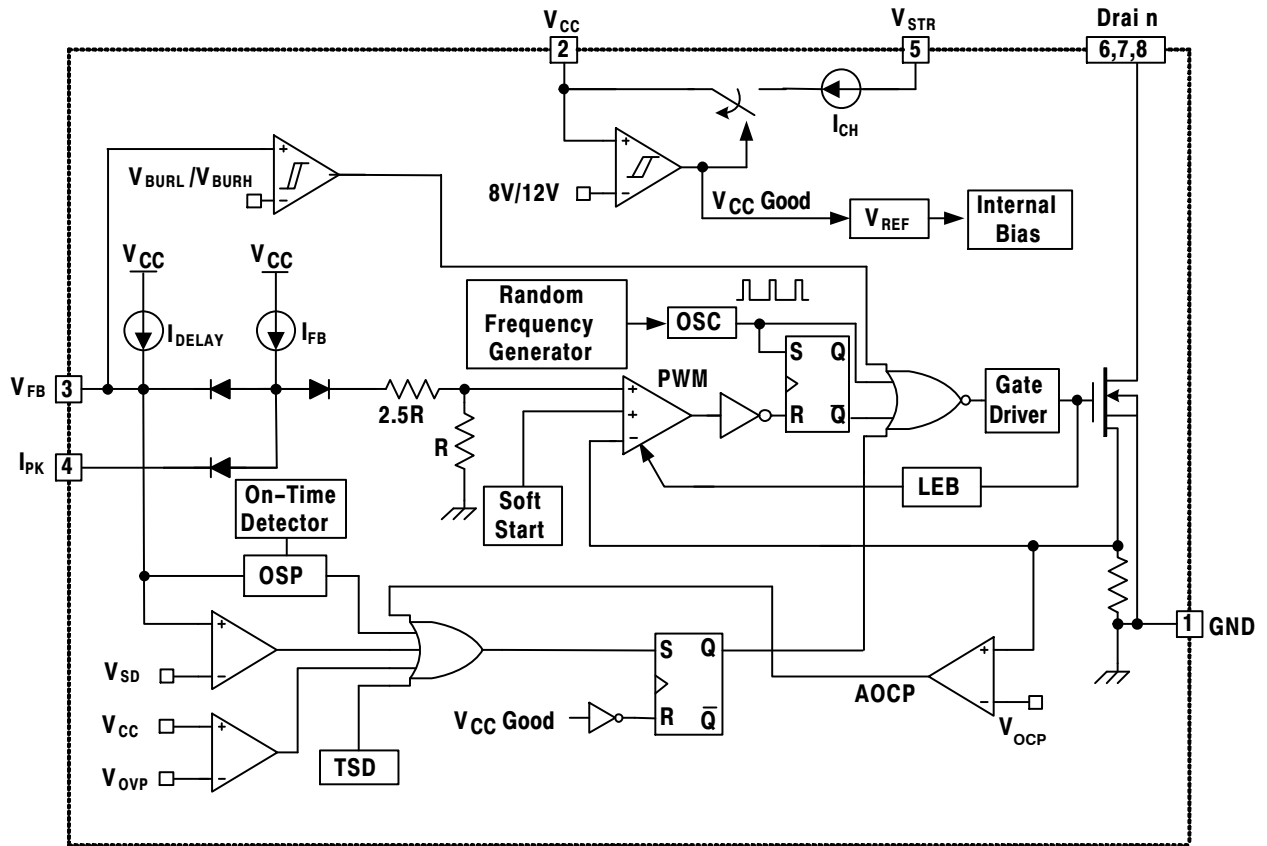 VCC
VSTR
Drai n
2
5
6,7,8
ICH
+
−
VBURL /VBURH
+
−
8V/12V
VCC Good
VREF
Internal
Bias
VCC
VCC
IDELAY
IFB
Random
Frequency
Generator
OSC
S Q
R Q̅
VFB 3
2.5R
R
PWM
+
+
−
Gate
Driver
IPK 4
LEB
Soft
Start
On−Time
Detector
OSP
1 GND
+
−
VSD
S Q
R Q̅
VCC Good
AOCP
+
−
VOCP
VCC
+
VOVP
−
TSD